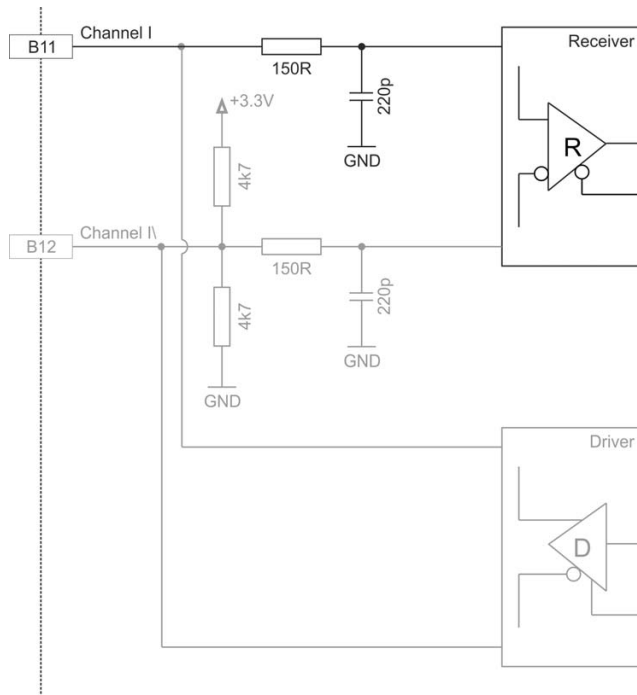 Channel I
B11
Receiver
150R
220p
+3.3V
GND
R
4k7
Channel I\
B12
150R
220p
4k7
GND
GND
Driver
D